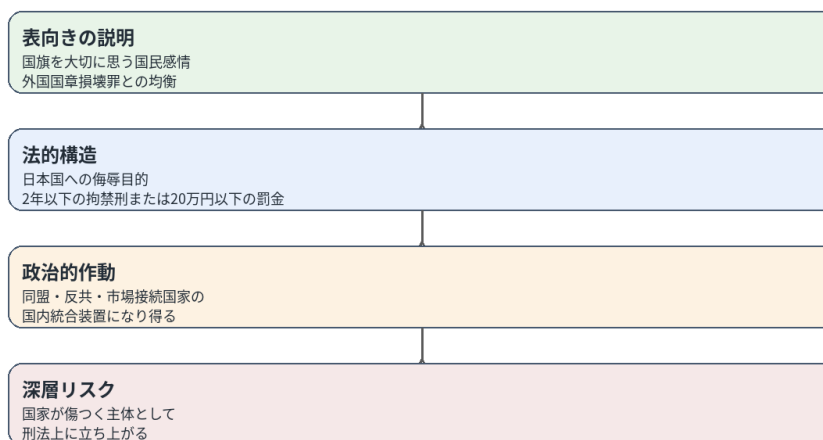 表向きの説明
国旗を大切に思う国民感情
外国国章損壊罪との均衡
法的構造
日本国への侮辱目的
2年以下の拘禁刑または20万円以下の罰金
政治的作動
同盟・反共・市場接続国家の
国内統合装置になり得る
深層リスク
国家が傷つく主体として
刑法上に立ち上がる